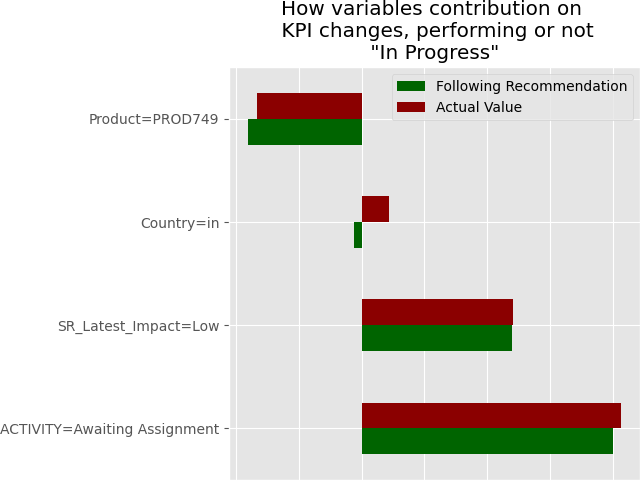 How variables contribution on
KPI changes, performing or not
"In Progress"
Following Recommendation
Actual Value
Product=PROD749
Country=in
SR_Latest_Impact=Low
ACTIVITY=Awaiting Assignment